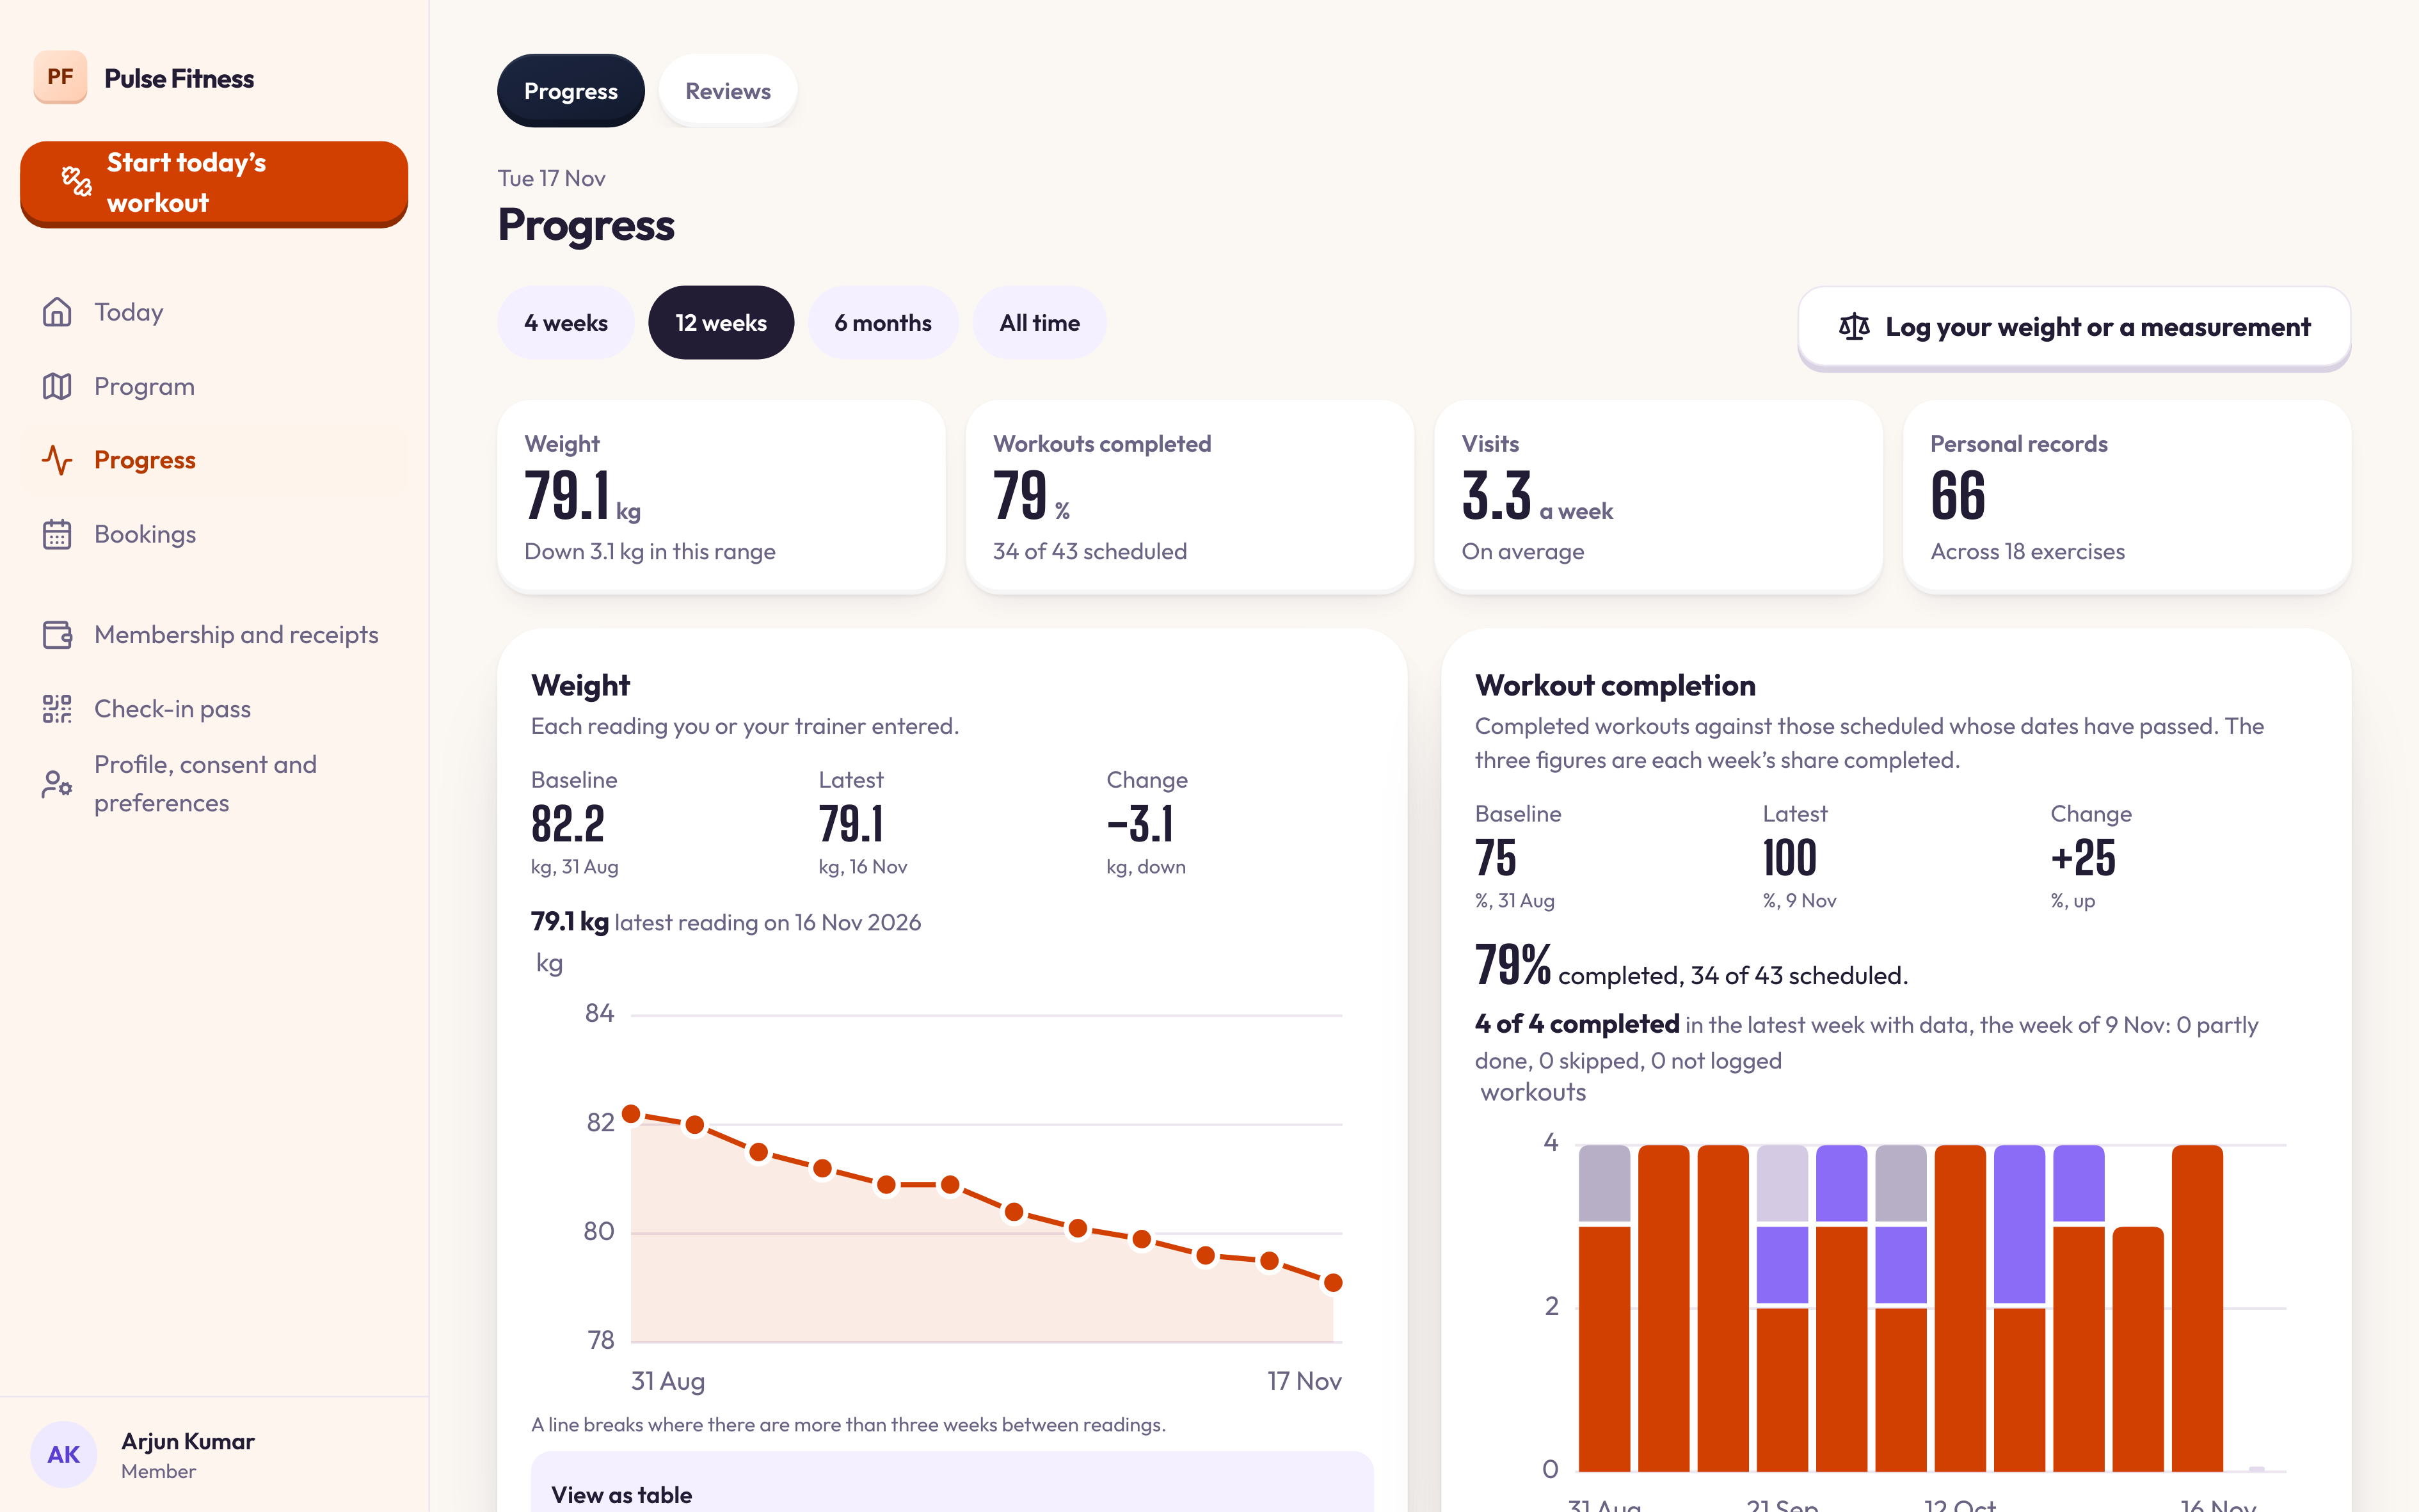 PF
Pulse Fitness
Start today's
workout
Today
Program
Progress
Bookings
Membership and receipts
Check-in pass
Profile, consent and
preferences
AK
Arjun Kumar
Member
Progress
Reviews
Tue 17 Nov
Progress
4 weeks
12 weeks
6 months
All time
Log your weight or a measurement
Weight
79.1 kg
Down 3.1 kg in this range
Workouts completed
79 %
34 of 43 scheduled
Visits
3.3 a week
On average
Personal records
66
Across 18 exercises
Weight
Each reading you or your trainer entered.
Baseline
82.2
kg, 31 Aug
Latest
79.1
kg, 16 Nov
Change
−3.1
kg, down
79.1 kg latest reading on 16 Nov 2026
kg
84
82
80
78
31 Aug
17 Nov
A line breaks where there are more than three weeks between readings.
View as table
Workout completion
Completed workouts against those scheduled whose dates have passed. The
three figures are each week's share completed.
Baseline
75
%, 31 Aug
Latest
100
%, 9 Nov
Change
+25
%, up
79% completed, 34 of 43 scheduled.
4 of 4 completed in the latest week with data, the week of 9 Nov: 0 partly
done, 0 skipped, 0 not logged
workouts
4
2
0
31 Aug
21 Sep
12 Oct
16 Nov